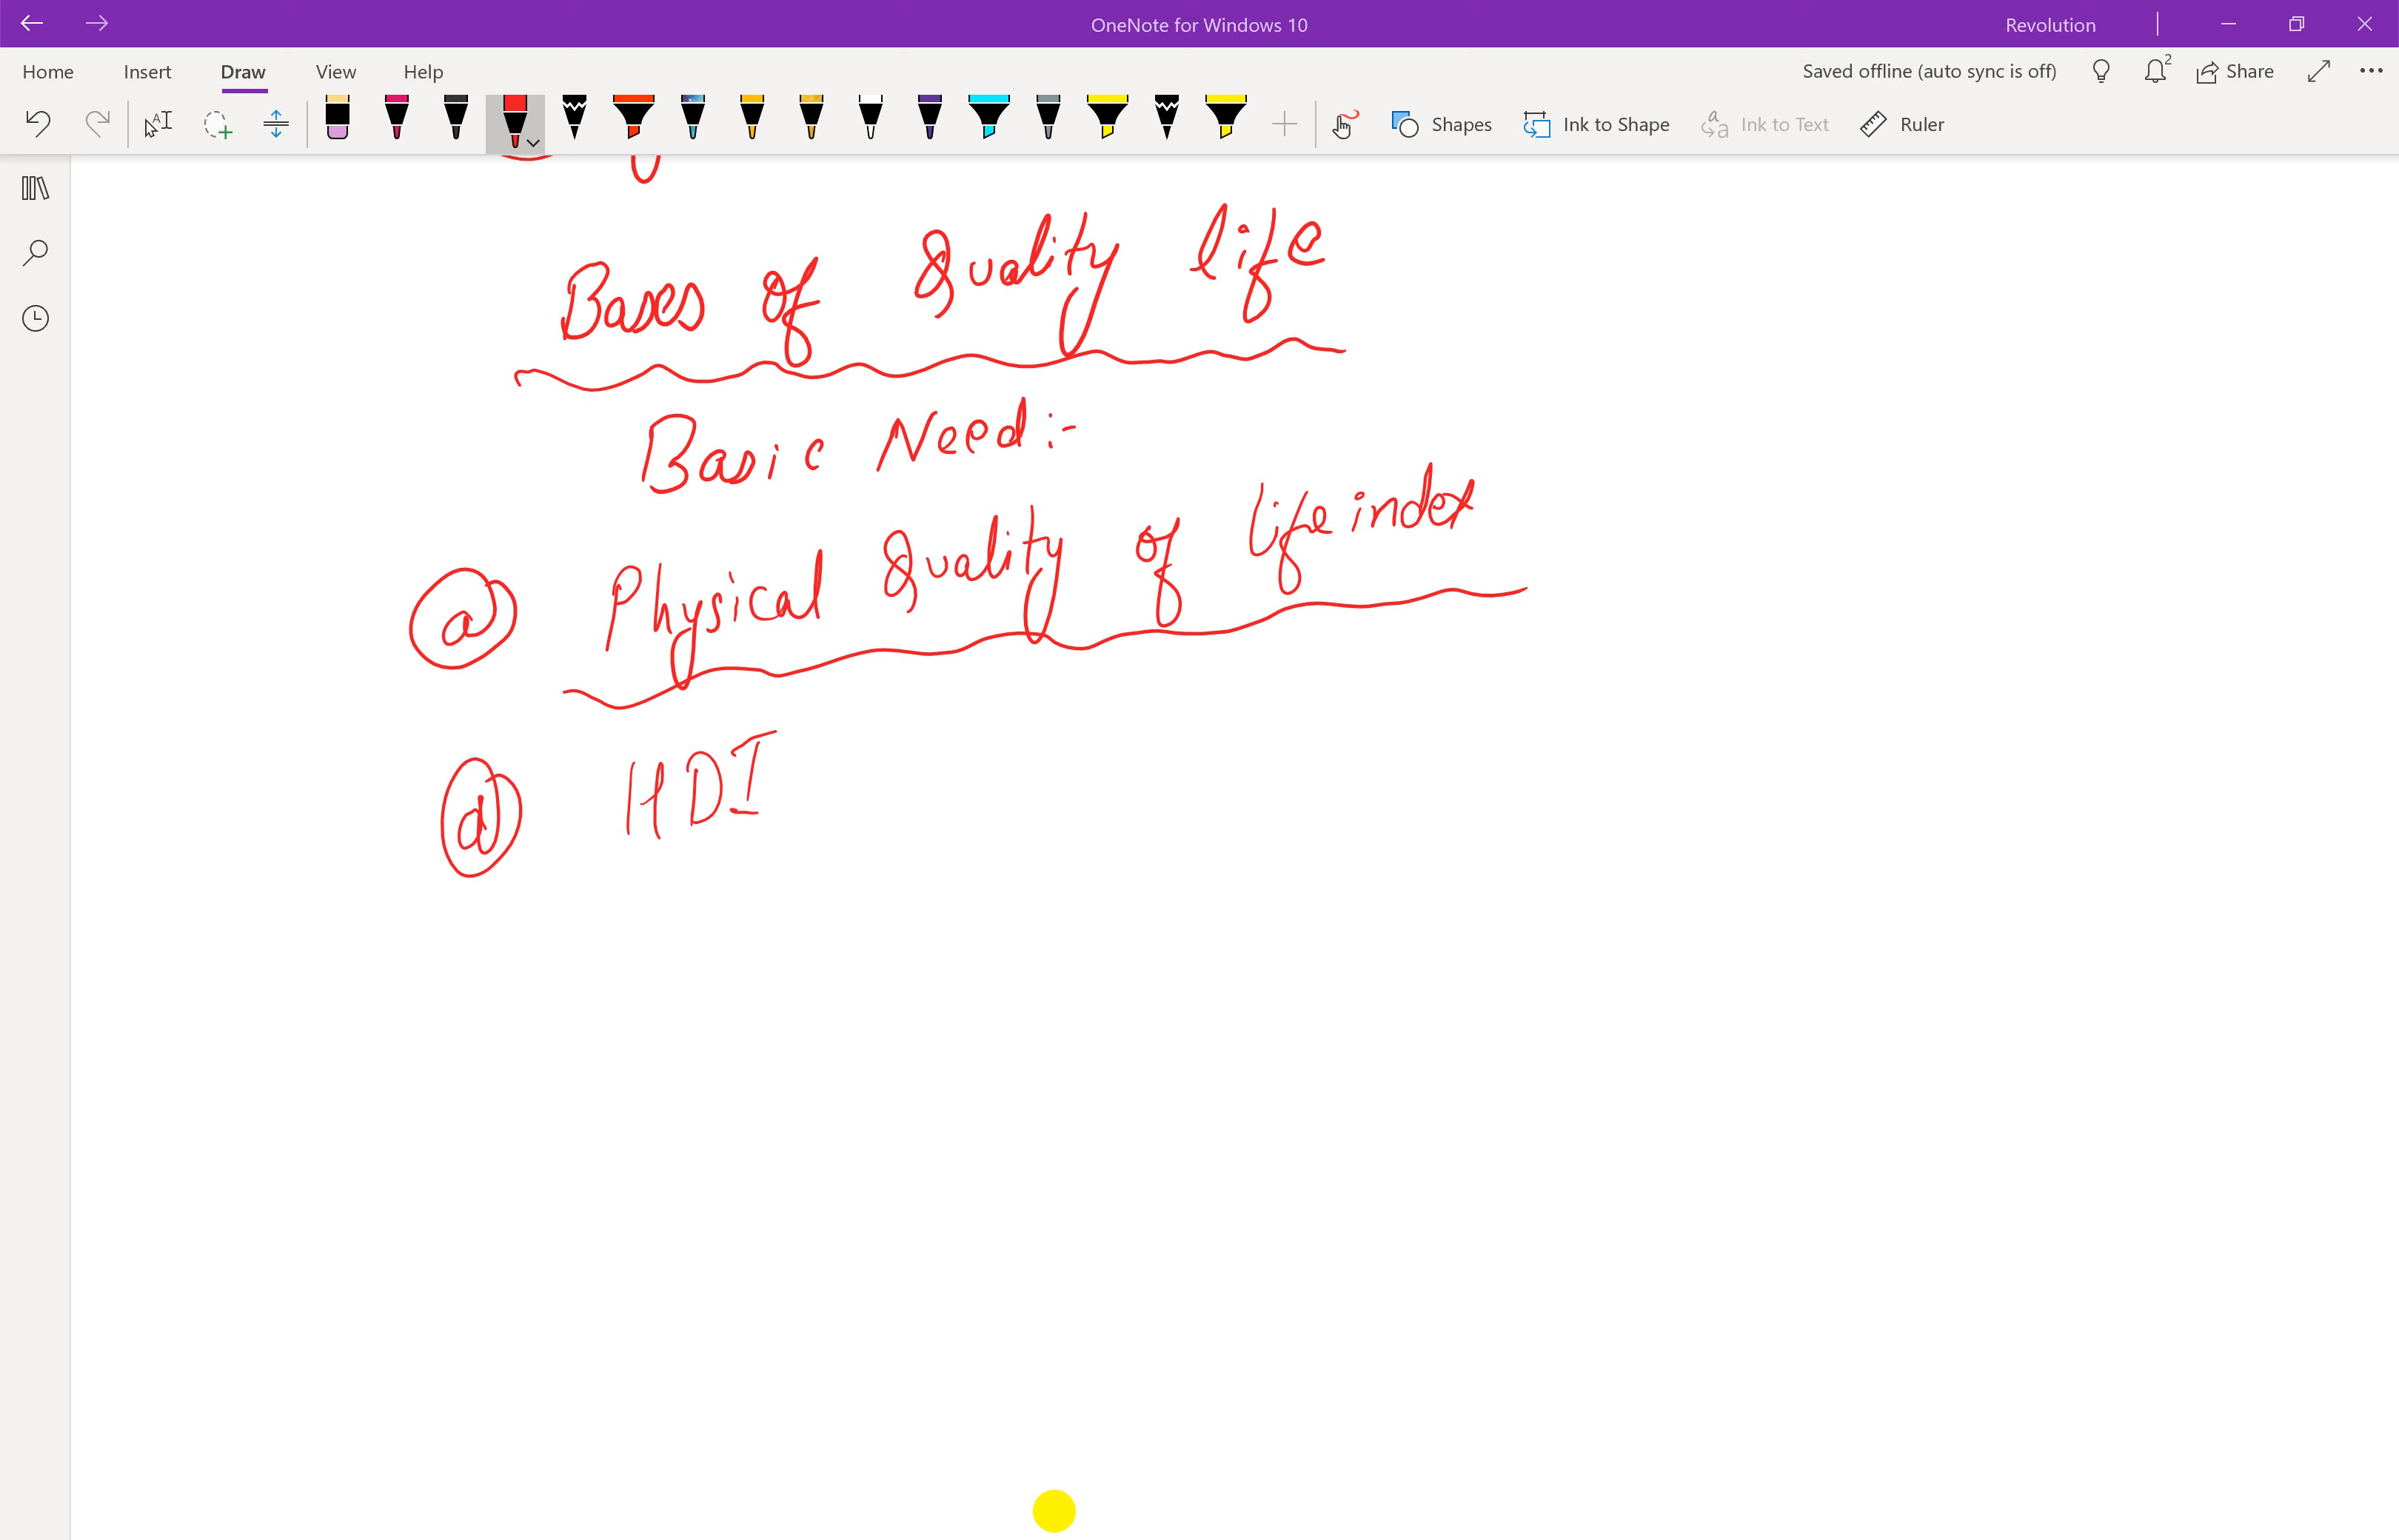 OneNote for Windows 10
Revolution
Home Insert Draw View Help
Saved offline (auto sync is off) 2 Share
Shapes Ink to Shape Ink to Text Ruler
Bases of Quality life
Basic Need :-
a Physical Quality of life index
d HDI